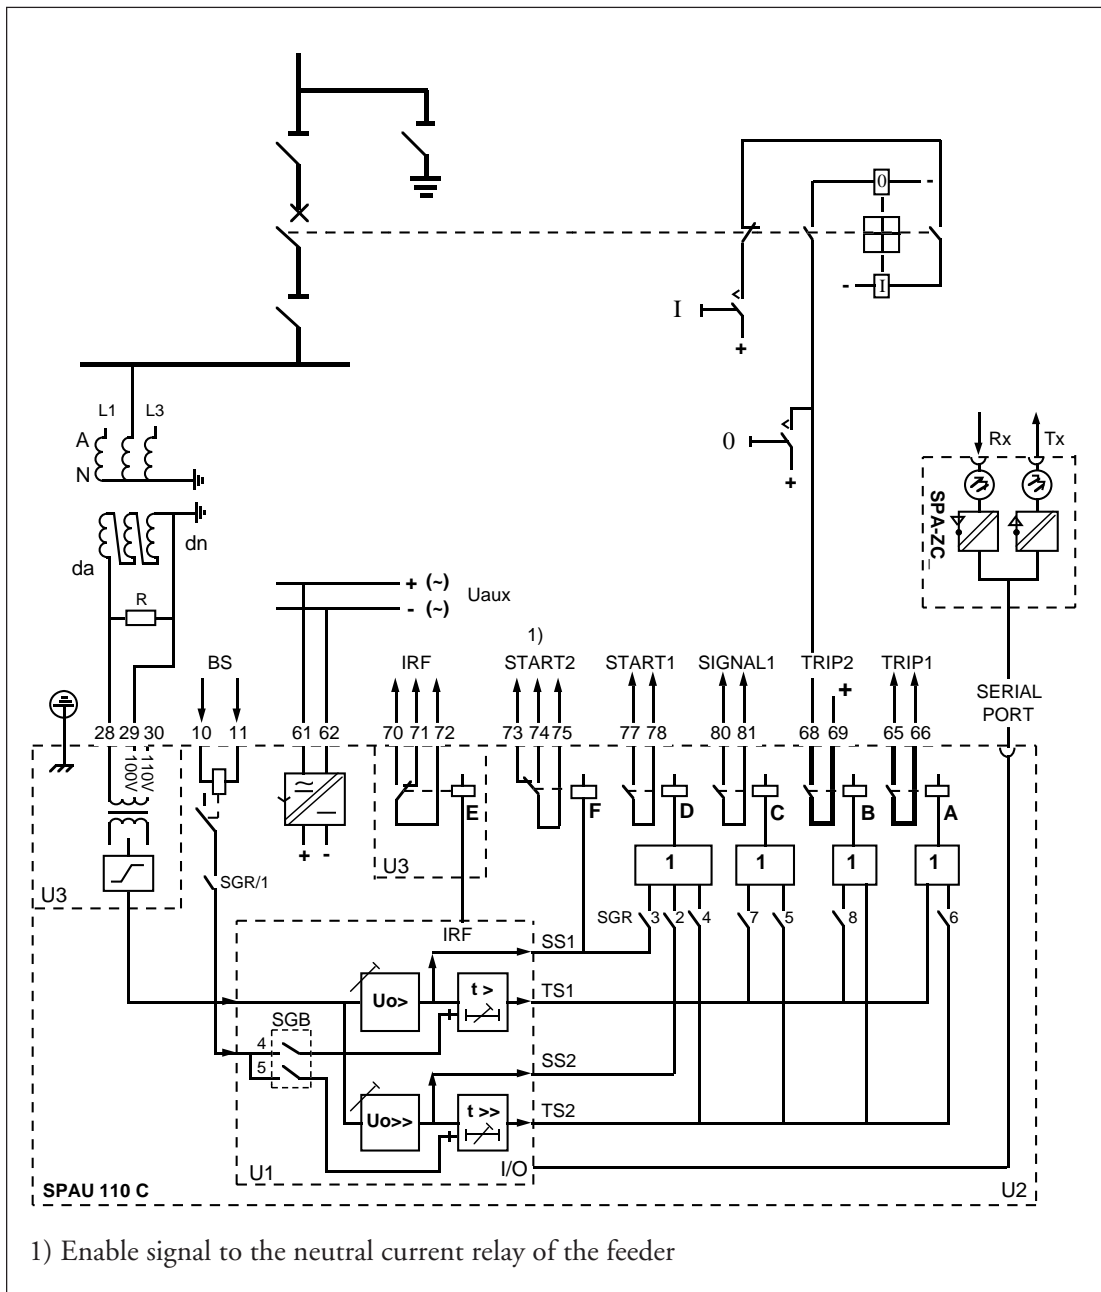 0
-
I
-
I
+
L1 L3
A
N
0
+
Rx Tx
SPA-ZC_
da
dn
R
+ (~)
- (~)
Uaux
1)
BS
IRF
START2
START1
SIGNAL1
TRIP2
TRIP1
+
SERIAL
PORT
28 29 30 10 11 61 62 70 71 72 73 74 75 77 78 80 81 68 69 65 66
100V
110V
E F D C B A
+ -
U3
U3
SGR/1
1 1 1 1
SGR 3 2 4 7 5 8 6
IRF
SS1
Uo>
t >
TS1
SGB
4
5
SS2
Uo>>
t >>
TS2
U1
I/O
SPAU 110 C
U2
1) Enable signal to the neutral current relay of the feeder